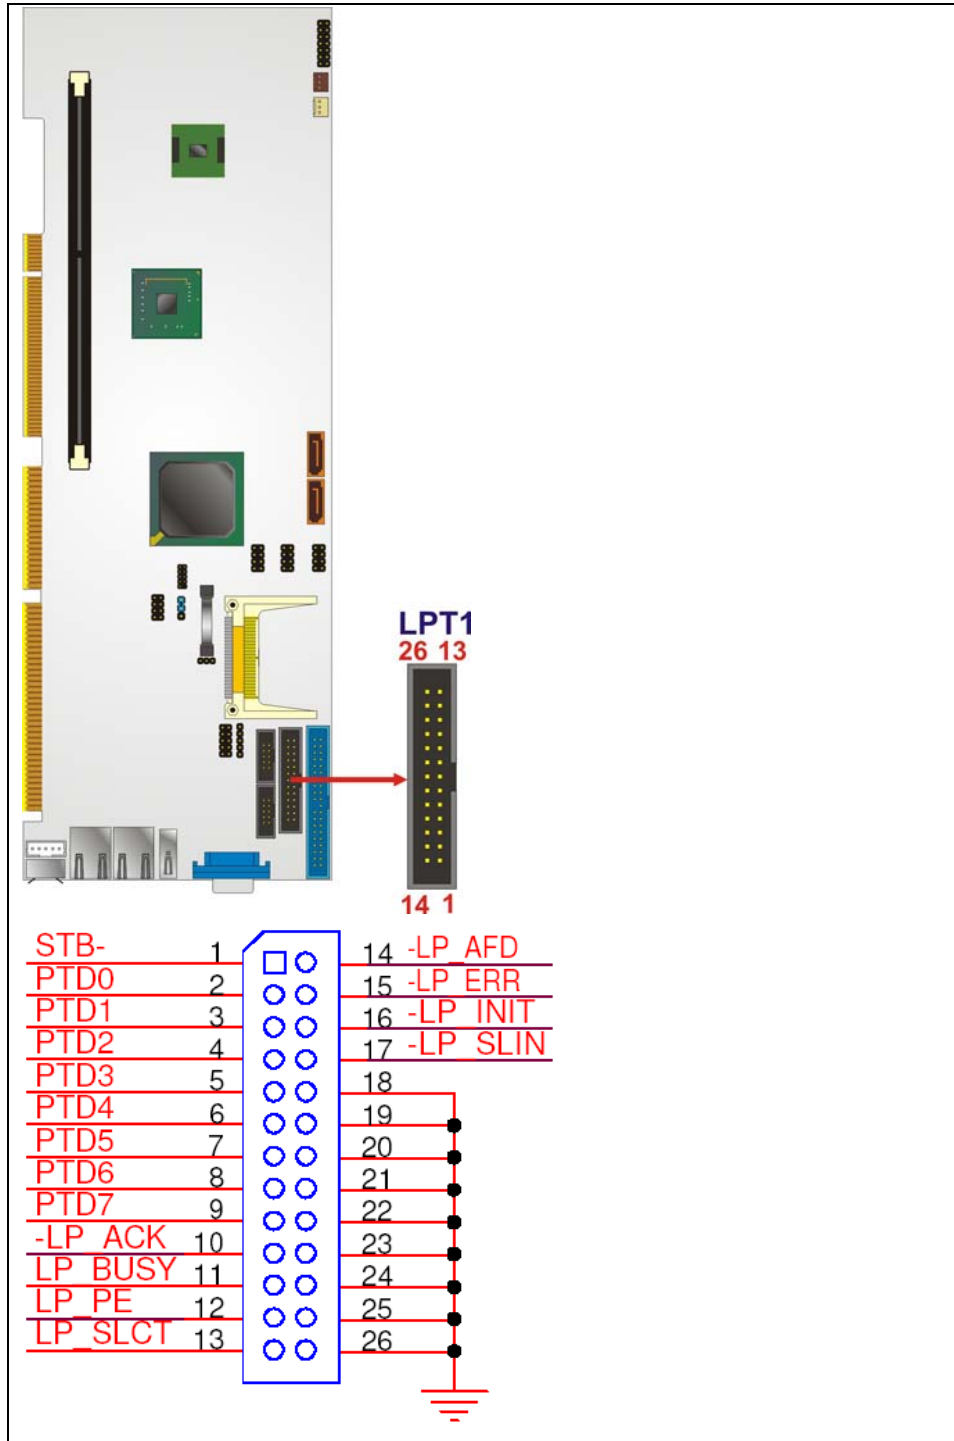 LPT1
26 13
14 1
STB- 1 14 -LP_AFD
PTD0 2 15 -LP_ERR
PTD1 3 16 -LP_INIT
PTD2 4 17 -LP_SLIN
PTD3 5 18
PTD4 6 19
PTD5 7 20
PTD6 8 21
PTD7 9 22
-LP_ACK 10 23
LP_BUSY 11 24
LP_PE 12 25
LP_SLCT 13 26